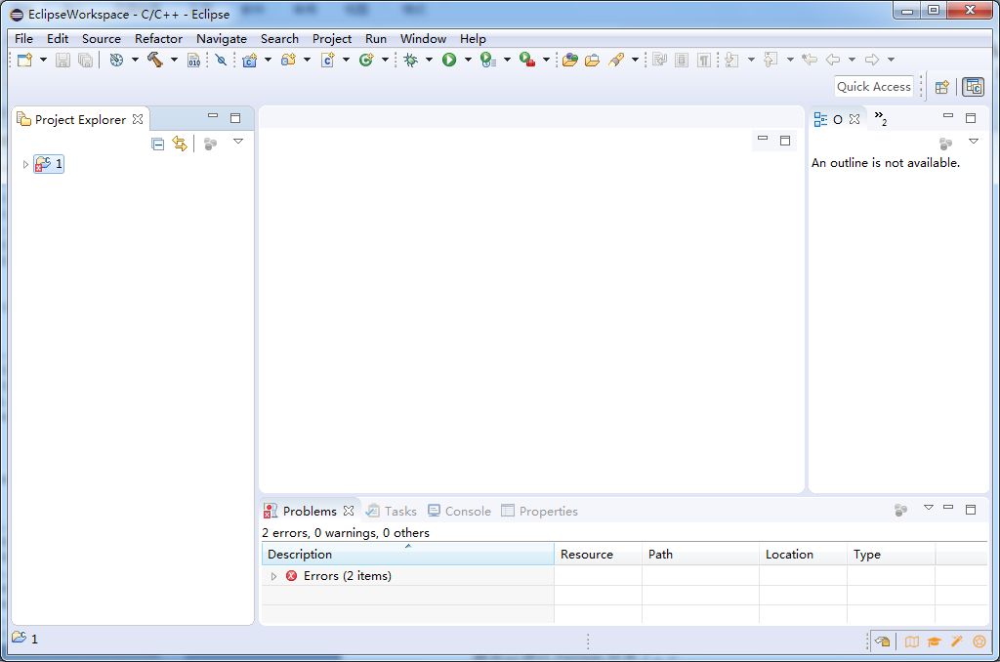 EclipseWorkspace - C/C++ - Eclipse
File Edit Source Refactor Navigate Search Project Run Window Help
010
Quick Access
Project Explorer
O
2
1
An outline is not available.
Problems Tasks Console Properties
2 errors, 0 warnings, 0 others
Description Resource Path Location Type
Errors (2 items)
1